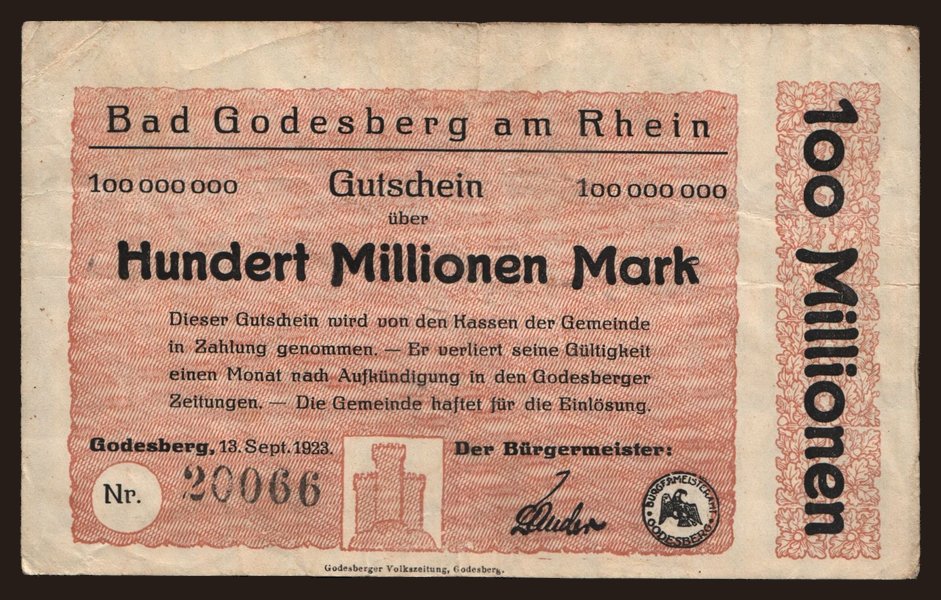 Bad Godesberg am Rhein
100 000 000 Gutschein 100 000 000
über
Hundert Millionen Mark
Dieser Gutschein wird von den Kassen der Gemeinde
in Zahlung genommen. — Er verliert seine Gültigkeit
einen Monat nach Aufkündigung in den Godesberger
Zeitungen. — Die Gemeinde haftet für die Einlösung.
Godesberg, 13. Sept. 1923. Der Bürgermeister:
Nr. 20066
BÜRGERMEISTERAMT GODESBERG
Godesberger Volkszeitung, Godesberg.
100 Millionen